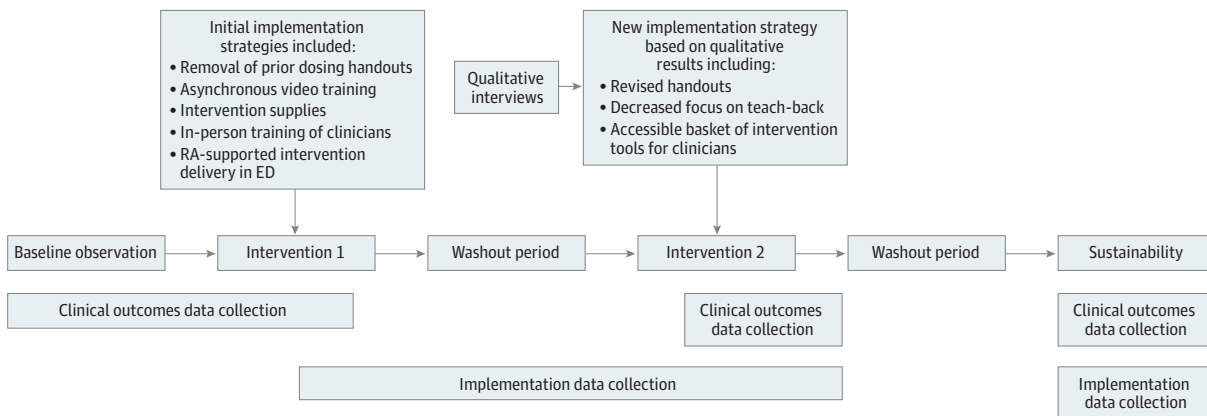 Initial implementation
strategies included:
• Removal of prior dosing handouts
• Asynchronous video training
• Intervention supplies
• In-person training of clinicians
• RA-supported intervention
delivery in ED
Qualitative
interviews
New implementation strategy
based on qualitative
results including:
• Revised handouts
• Decreased focus on teach-back
• Accessible basket of intervention
tools for clinicians
Baseline observation
Intervention 1
Washout period
Intervention 2
Washout period
Sustainability
Clinical outcomes data collection
Clinical outcomes
data collection
Clinical outcomes
data collection
Implementation data collection
Implementation
data collection